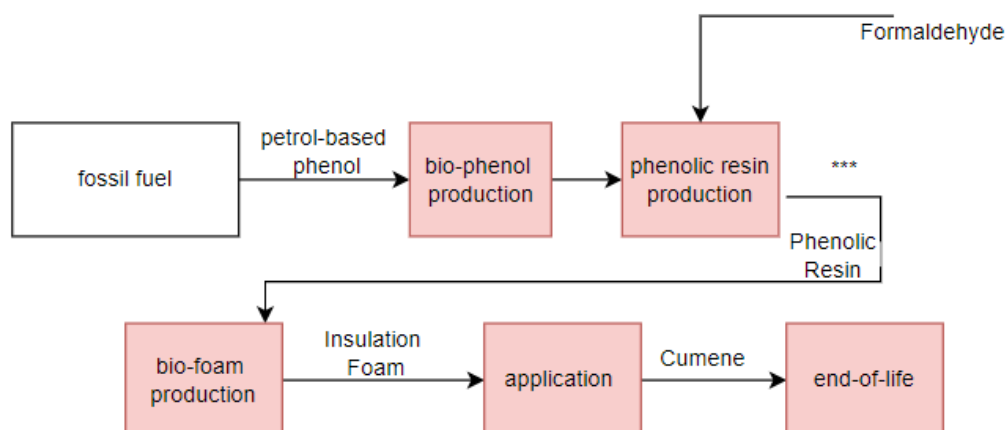 Formaldehyde
fossil fuel
petrol-based
phenol
bio-phenol
production
phenolic resin
production
***
Phenolic
Resin
bio-foam
production
Insulation
Foam
application
Cumene
end-of-life